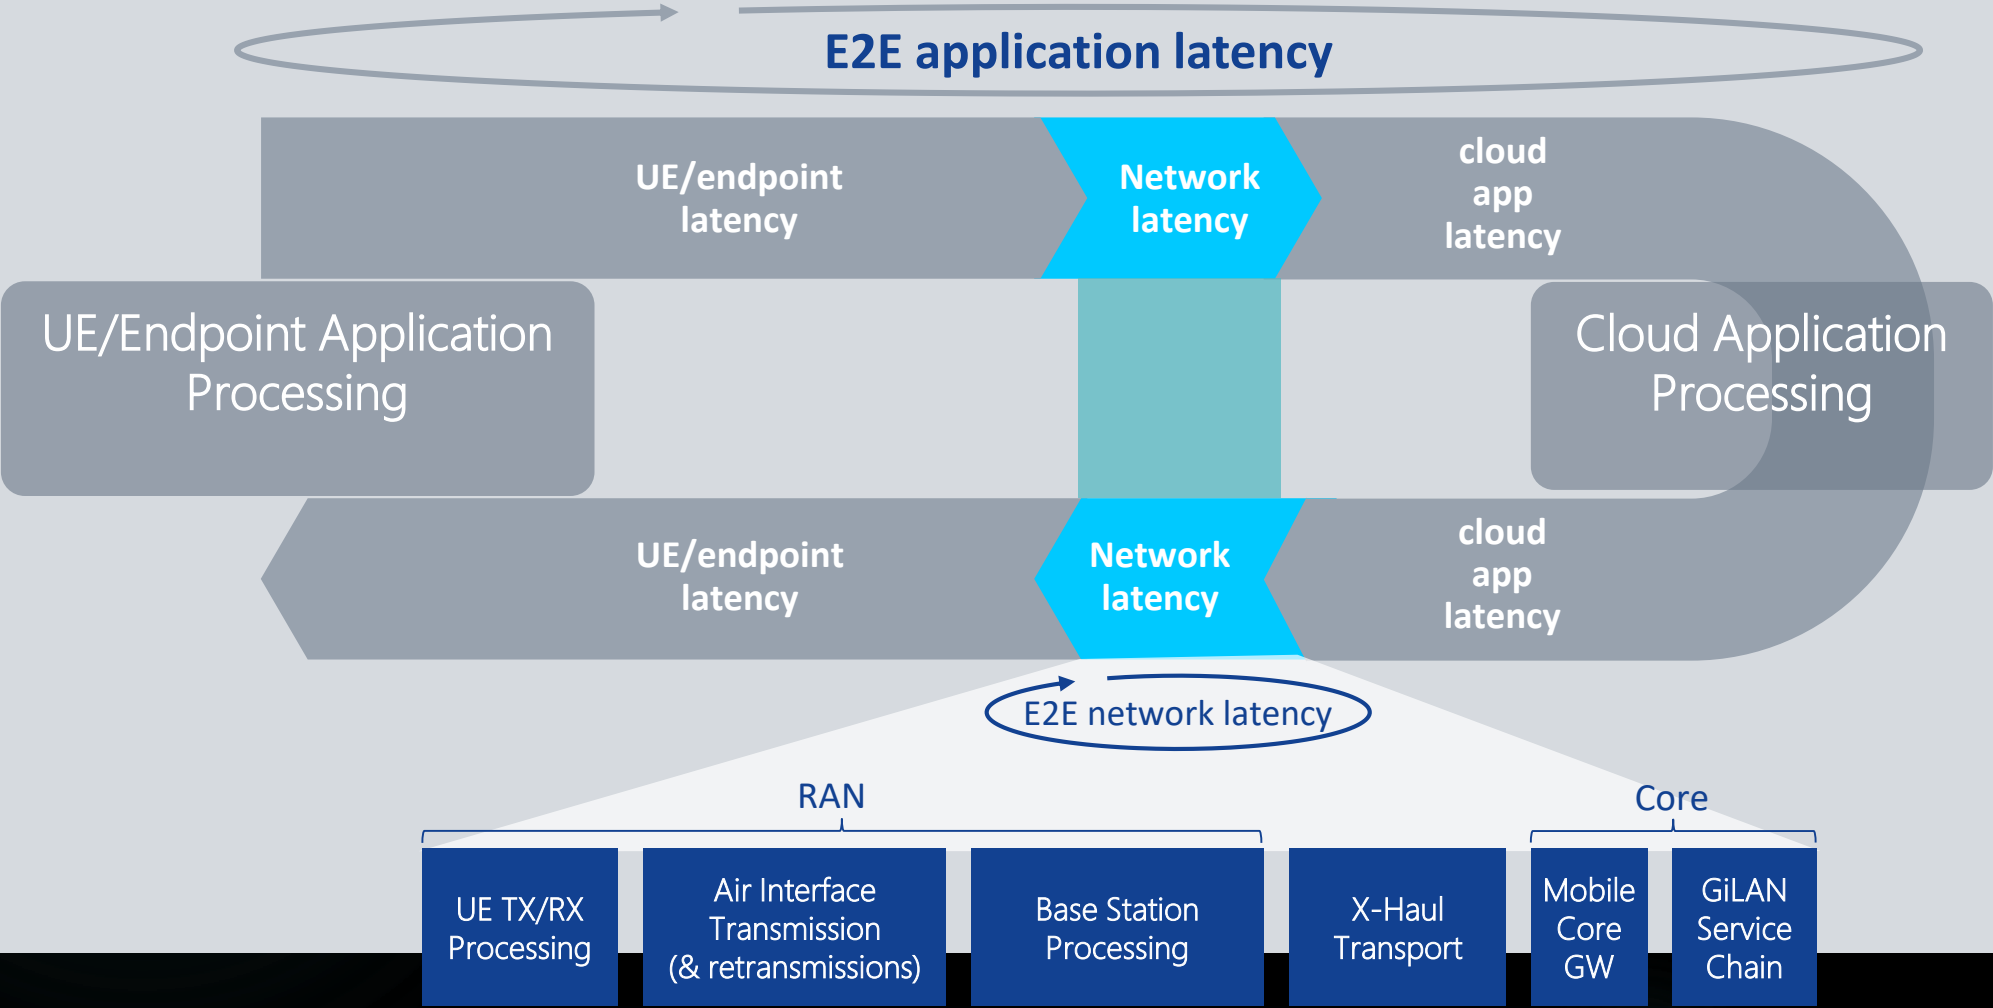 E2E application latency
UE/endpoint
latency
Network
latency
cloud
app
latency
UE/Endpoint Application
Processing
Cloud Application
Processing
UE/endpoint
latency
Network
latency
cloud
app
latency
E2E network latency
RAN
Core
UE TX/RX
Processing
Air Interface
Transmission
(& retransmissions)
Base Station
Processing
X-Haul
Transport
Mobile
Core
GW
GiLAN
Service
Chain